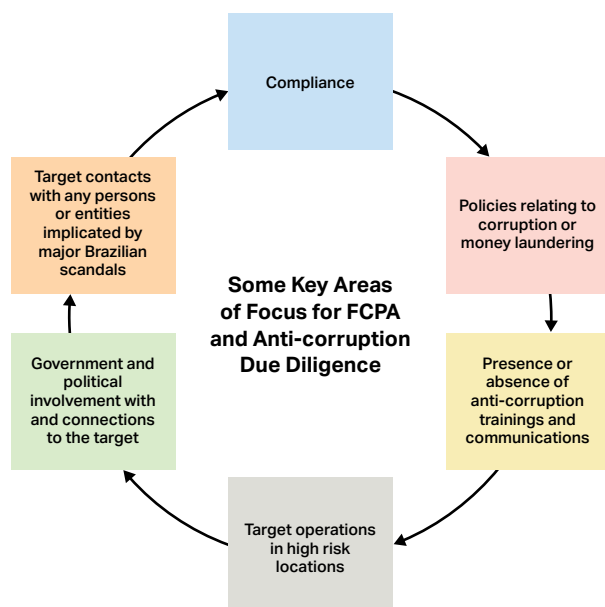 Compliance
Policies relating to
corruption or
money laundering
Presence or
absence of
anti-corruption
trainings and
communications
Target operations
in high risk
locations
Government and
political
involvement with
and connections
to the target
Target contacts
with any persons
or entities
implicated by
major Brazilian
scandals
Some Key Areas
of Focus for FCPA
and Anti-corruption
Due Diligence